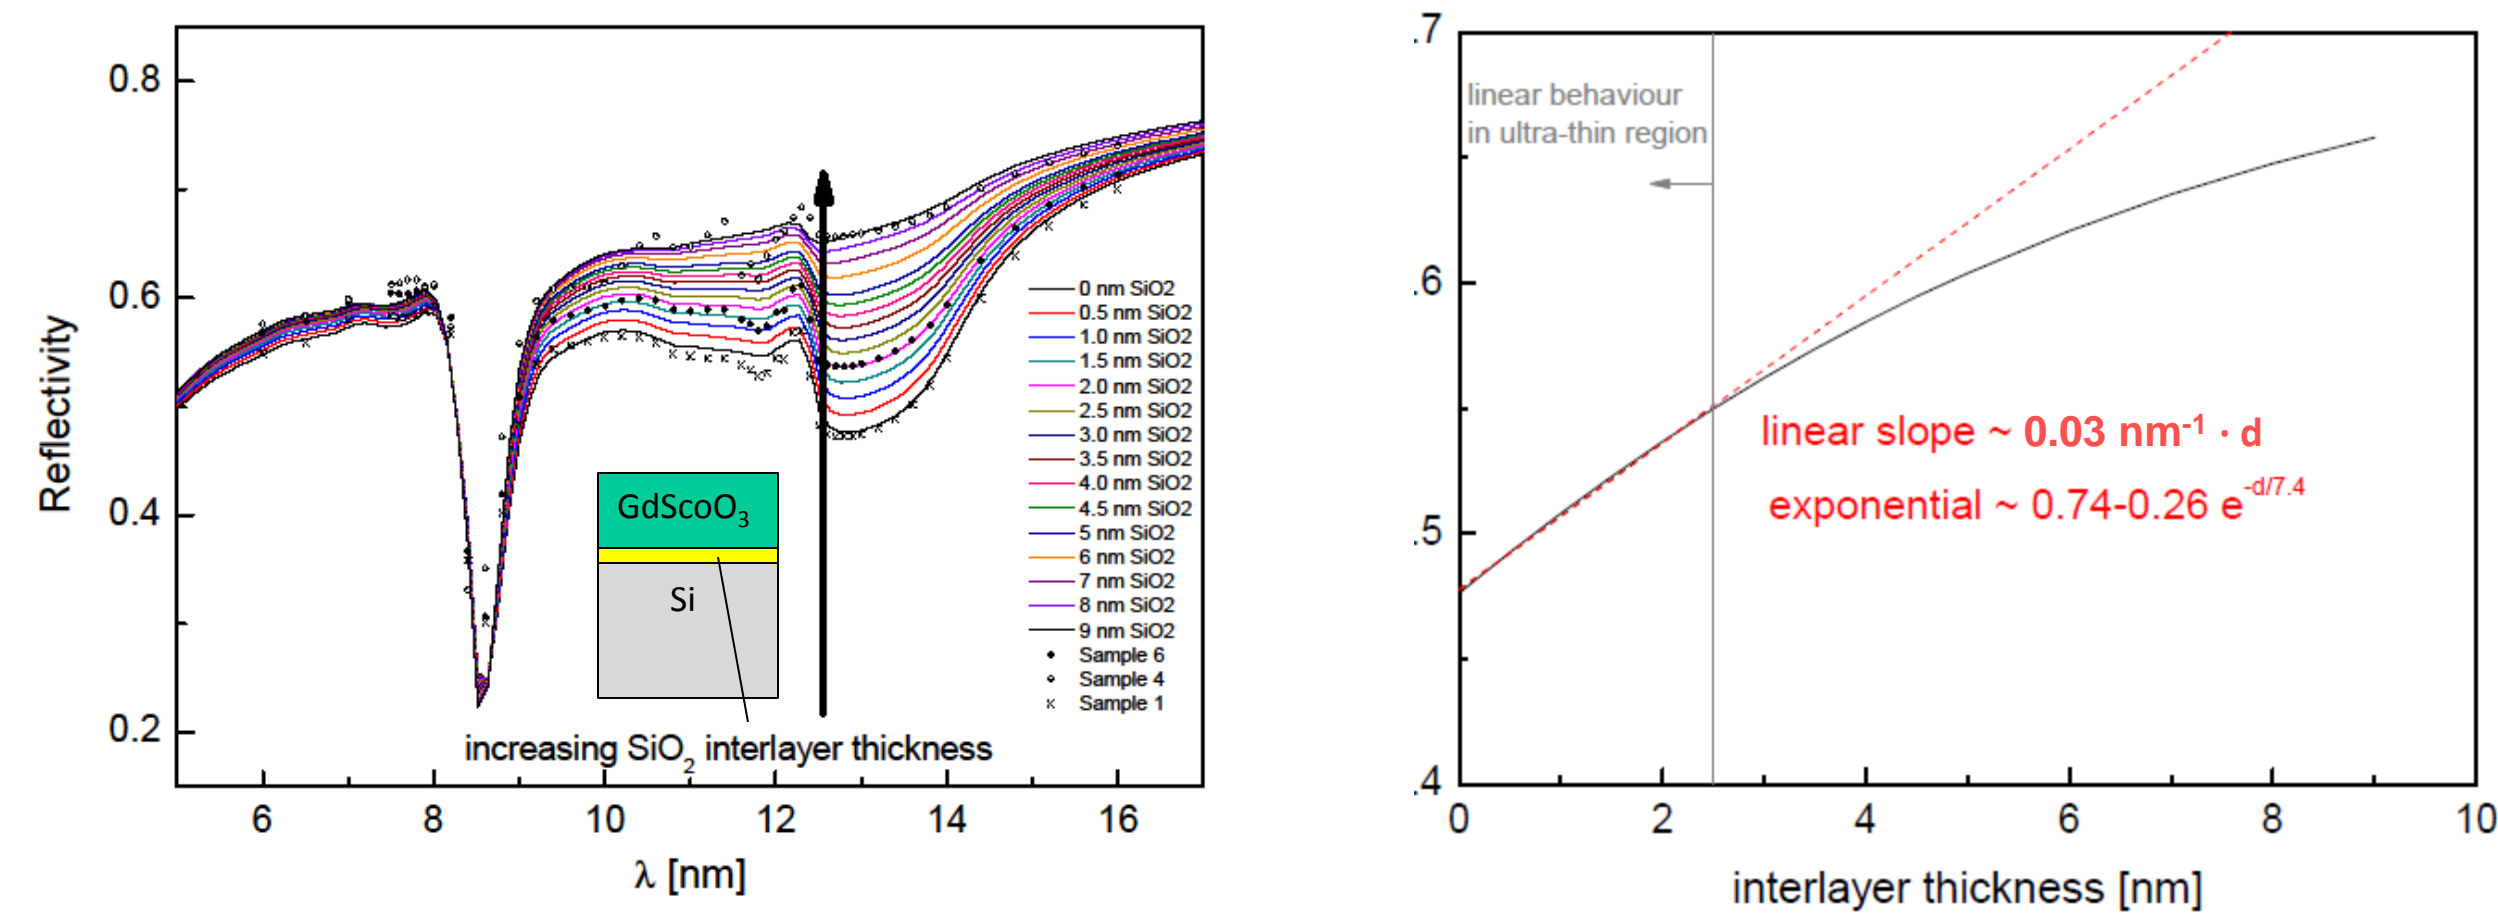 0.8
0.6
0.4
0.2
Reflectivity
6
8
10
12
14
16
λ [nm]
GdScoO₃
Si
increasing SiO₂ interlayer thickness
0 nm SiO2
0.5 nm SiO2
1.0 nm SiO2
1.5 nm SiO2
2.0 nm SiO2
2.5 nm SiO2
3.0 nm SiO2
3.5 nm SiO2
4.0 nm SiO2
4.5 nm SiO2
5 nm SiO2
6 nm SiO2
7 nm SiO2
8 nm SiO2
9 nm SiO2
Sample 6
Sample 4
Sample 1
.7
.6
.5
.4
linear behaviour
in ultra-thin region
linear slope ~ 0.03 nm⁻¹ · d
exponential ~ 0.74-0.26 e^-d/7.4
0
2
4
6
8
10
interlayer thickness [nm]